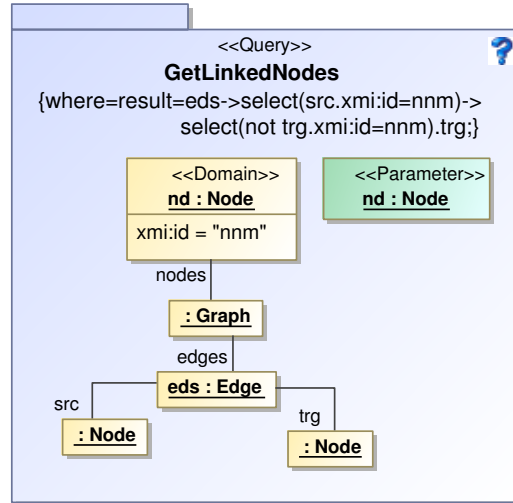 <<Query>>
GetLinkedNodes
{where=result=eds->select(src.xmi:id=nnm)->
select(not trg.xmi:id=nnm).trg;}
<<Domain>>
nd : Node
xmi:id = "nnm"
<<Parameter>>
nd : Node
nodes
: Graph
edges
eds : Edge
src
: Node
trg
: Node